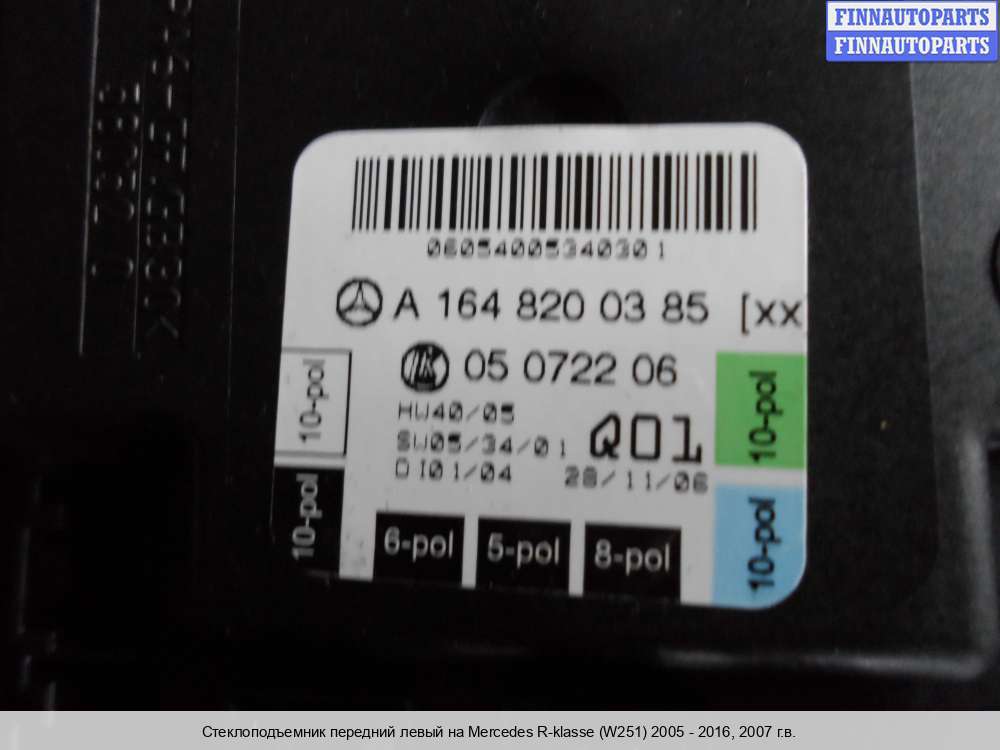 FINNAUTOPARTS
FINNAUTOPARTS
06054005340301
A 164 820 03 85 [xx
05 0722 06
HW40/05
SW05/34/01
DI01/04
Q01
28/11/06
10-pol
10-pol
10-pol
10-pol
6-pol
5-pol
8-pol
Стеклоподъемник передний левый на Mercedes R-klasse (W251) 2005 - 2016, 2007 г.в.